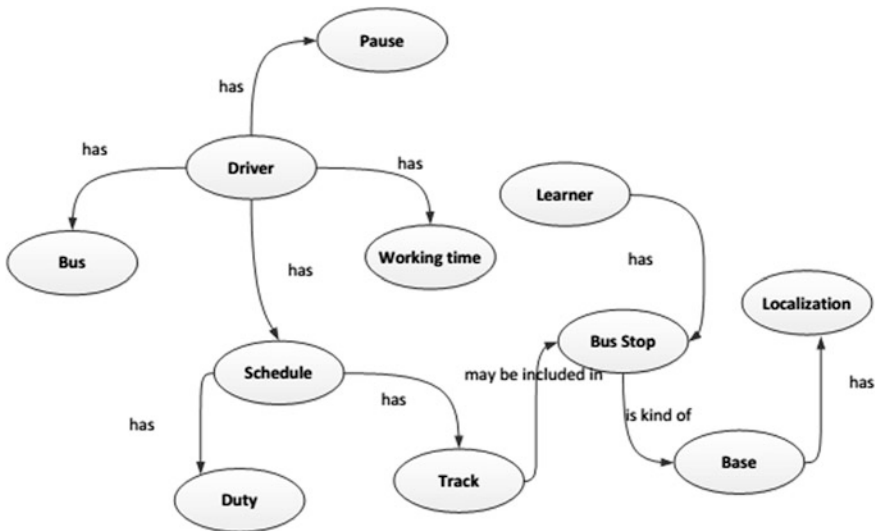 Pause
has
has
Driver
has
Learner
Bus
Working time
has
has
Localization
Bus Stop
Schedule
may be included in
has
has
has
is kind of
Track
Base
Duty